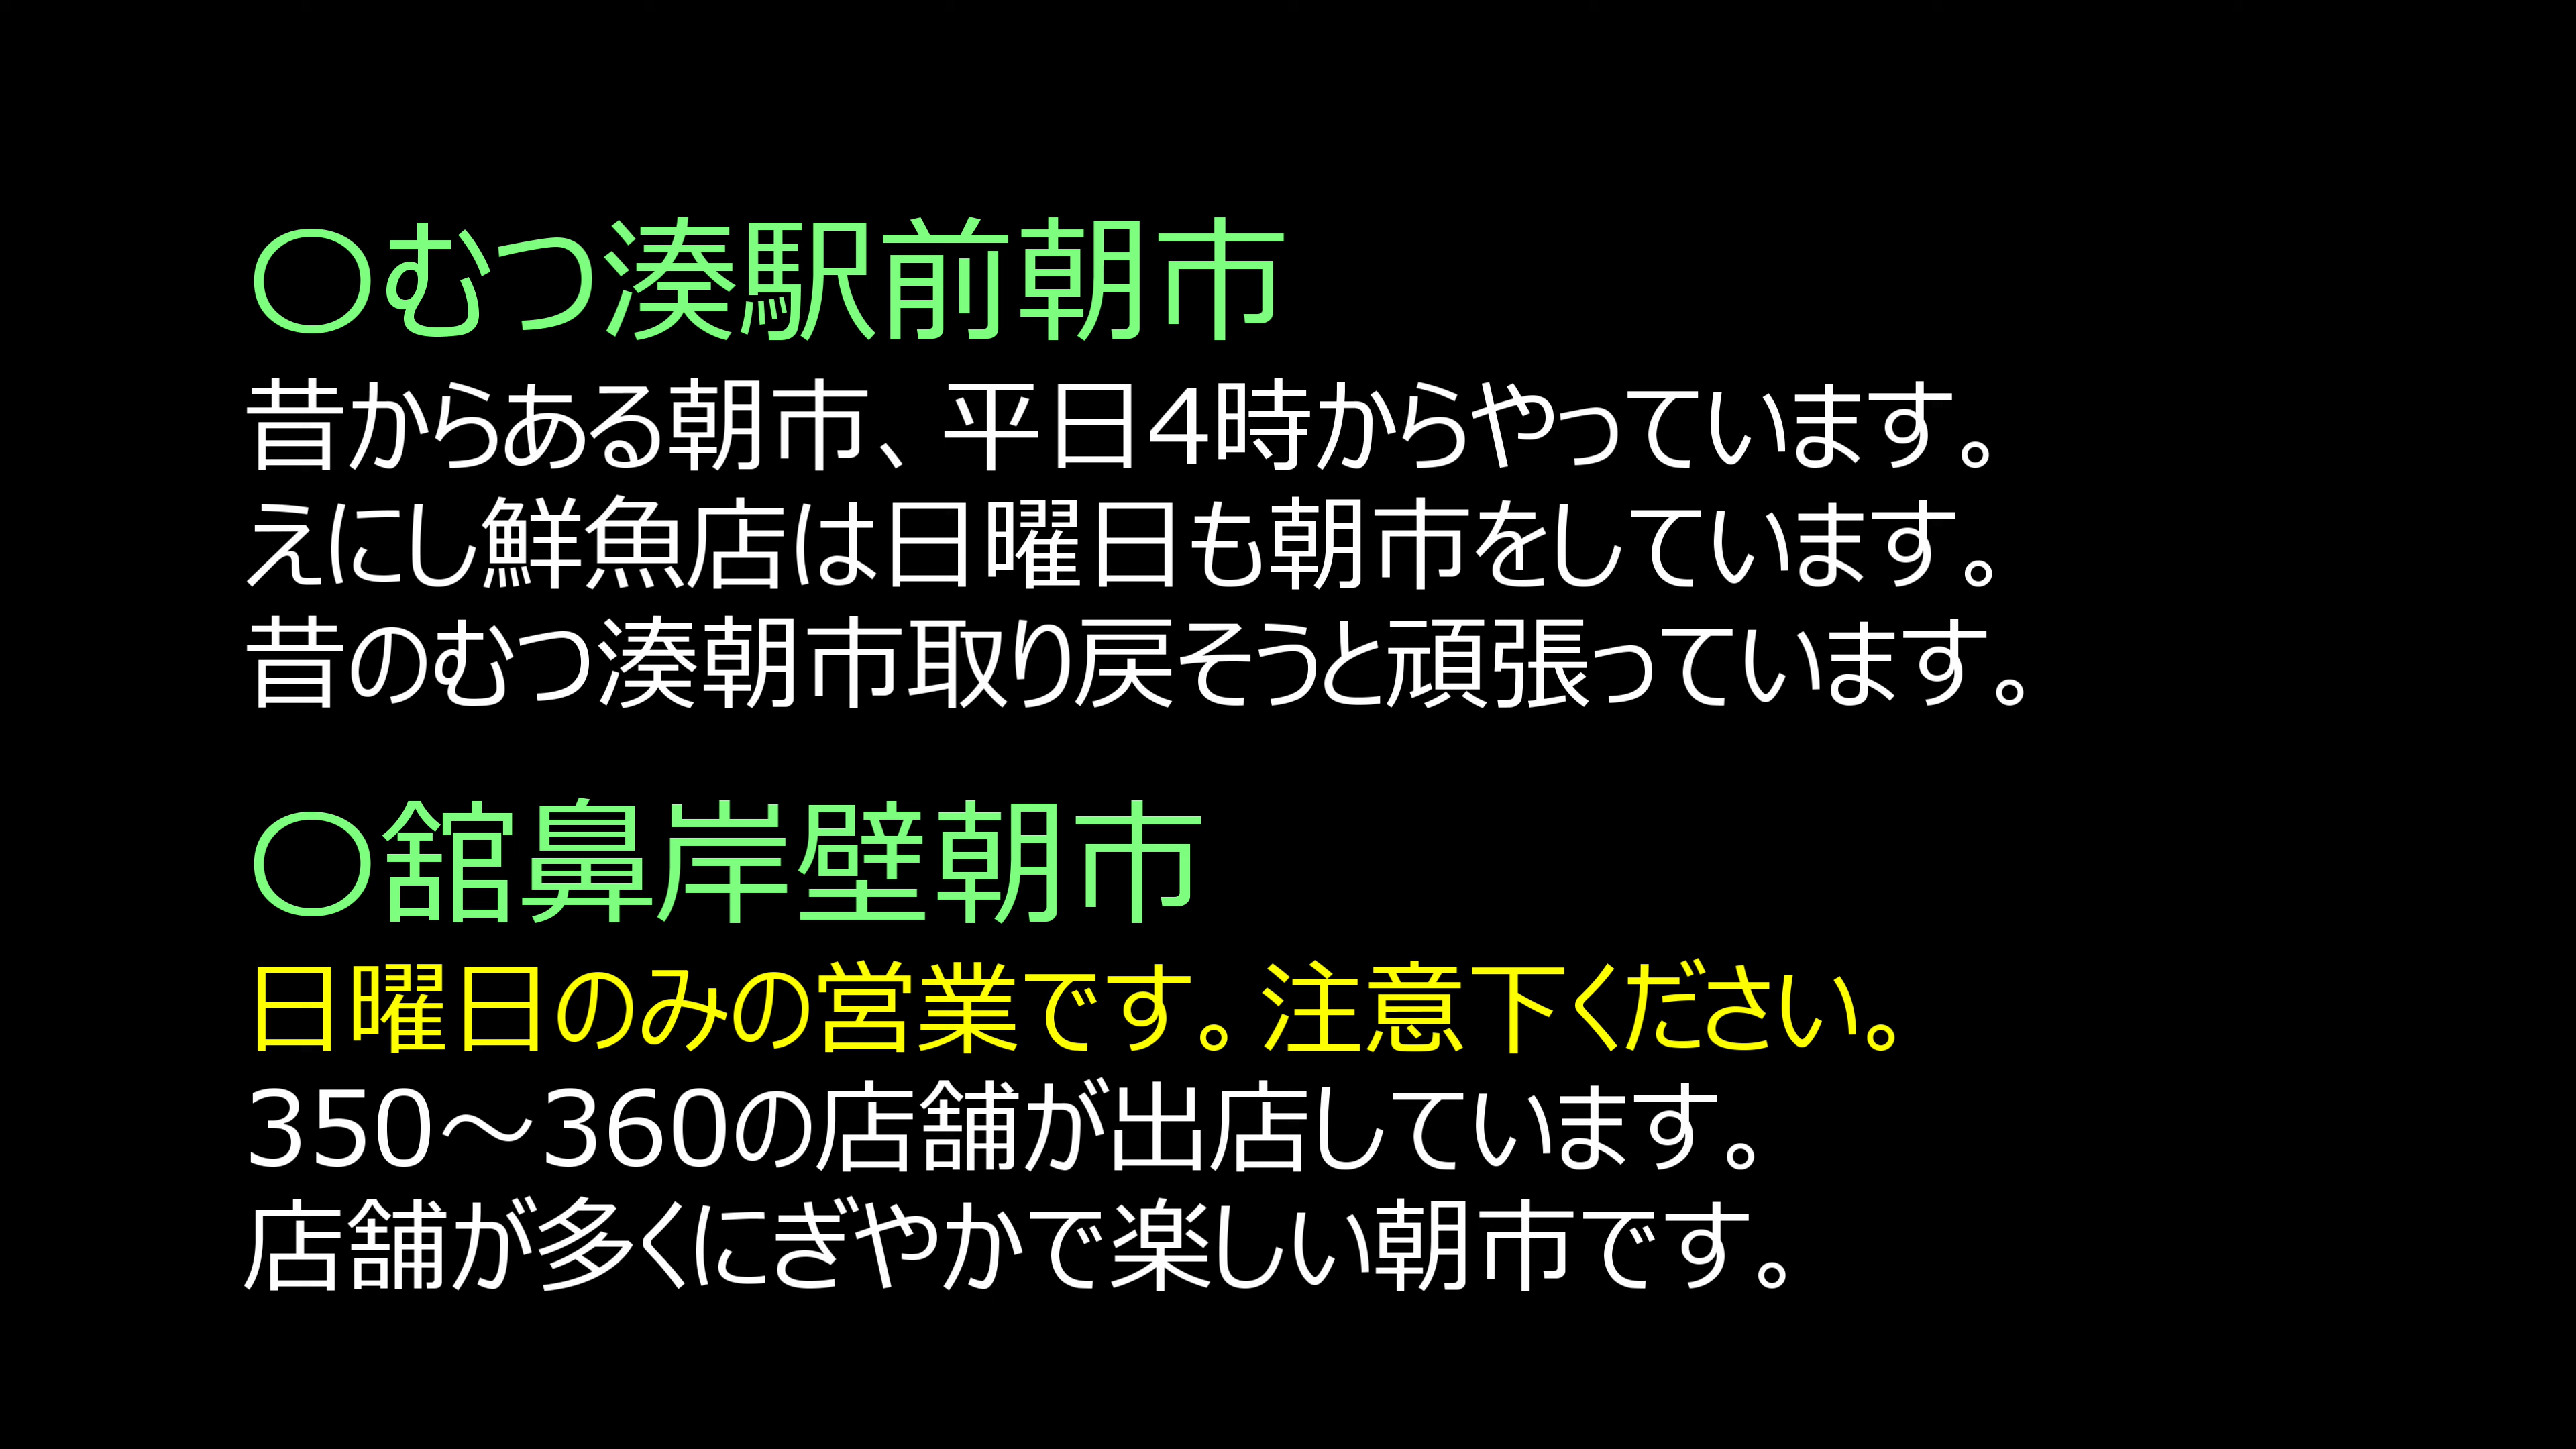 〇むつ湊駅前朝市
昔からある朝市、平日4時からやっています。
えにし鮮魚店は日曜日も朝市をしています。
昔のむつ湊朝市取り戻そうと頑張っています。
〇舘鼻岸壁朝市
日曜日のみの営業です。注意下ください。
350～360の店舗が出店しています。
店舗が多くにぎやかで楽しい朝市です。